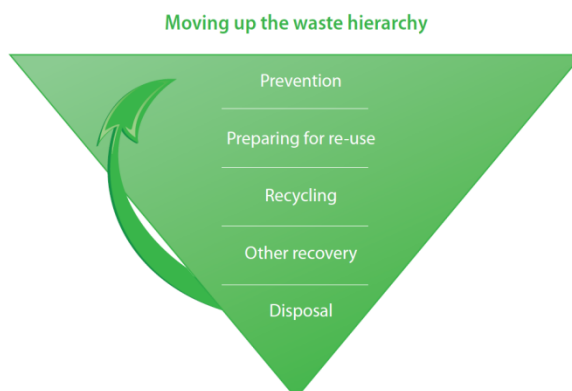 Moving up the waste hierarchy
Prevention
Preparing for re-use
Recycling
Other recovery
Disposal